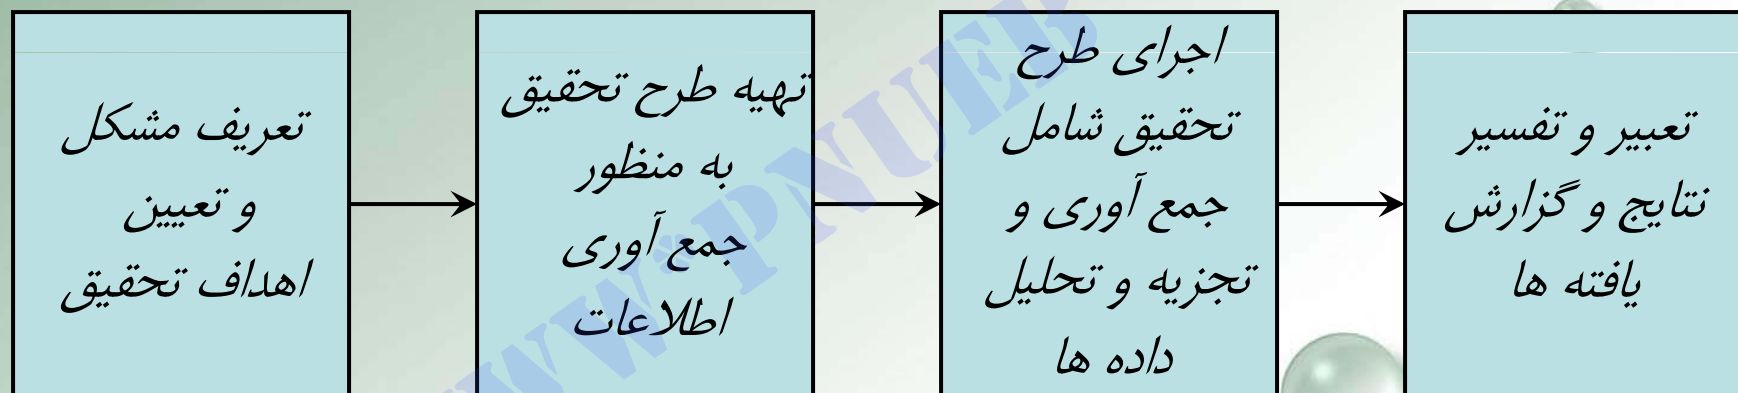 تعریف مشکل
و تعیین
اهداف تحقیق
تهیه طرح تحقیق
به منظور
جمع آوری
اطلاعات
اجرای طرح
تحقیق شامل
جمع آوری و
تجزیه و تحلیل
داده ها
تعبیر و تفسیر
نتایج و گزارش
یافته ها
WWW*PNUEB